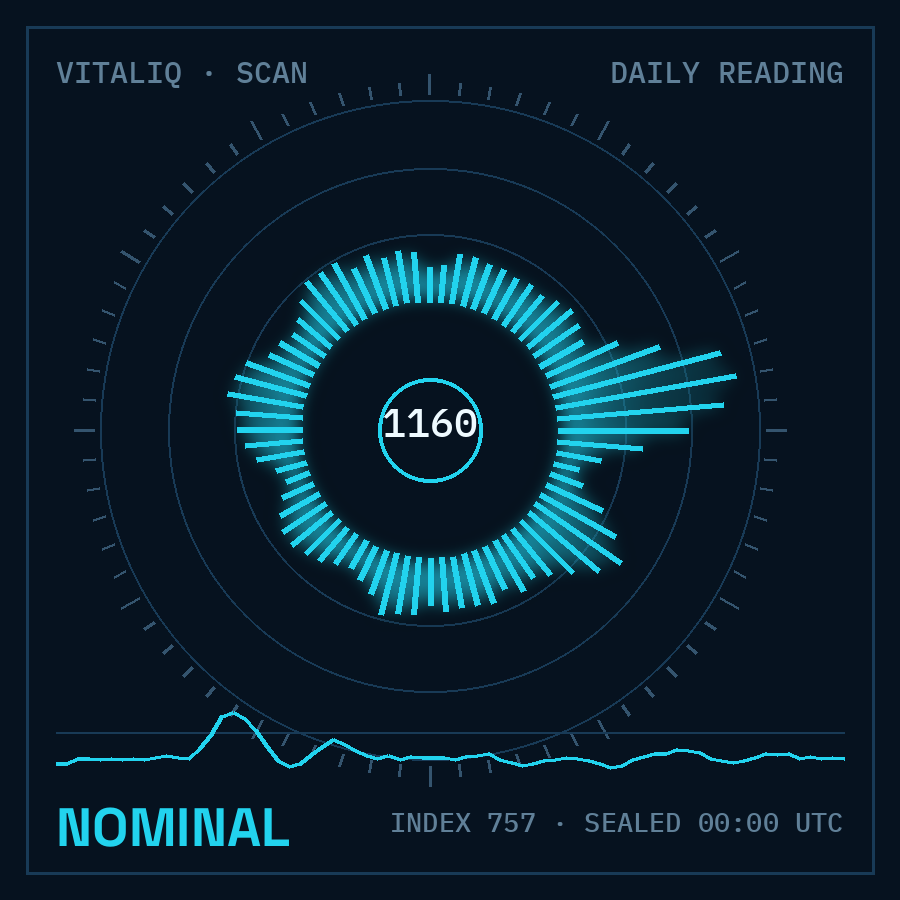 VITALIQ · SCAN
DAILY READING
1160
NOMINAL
INDEX 757 · SEALED 00:00 UTC